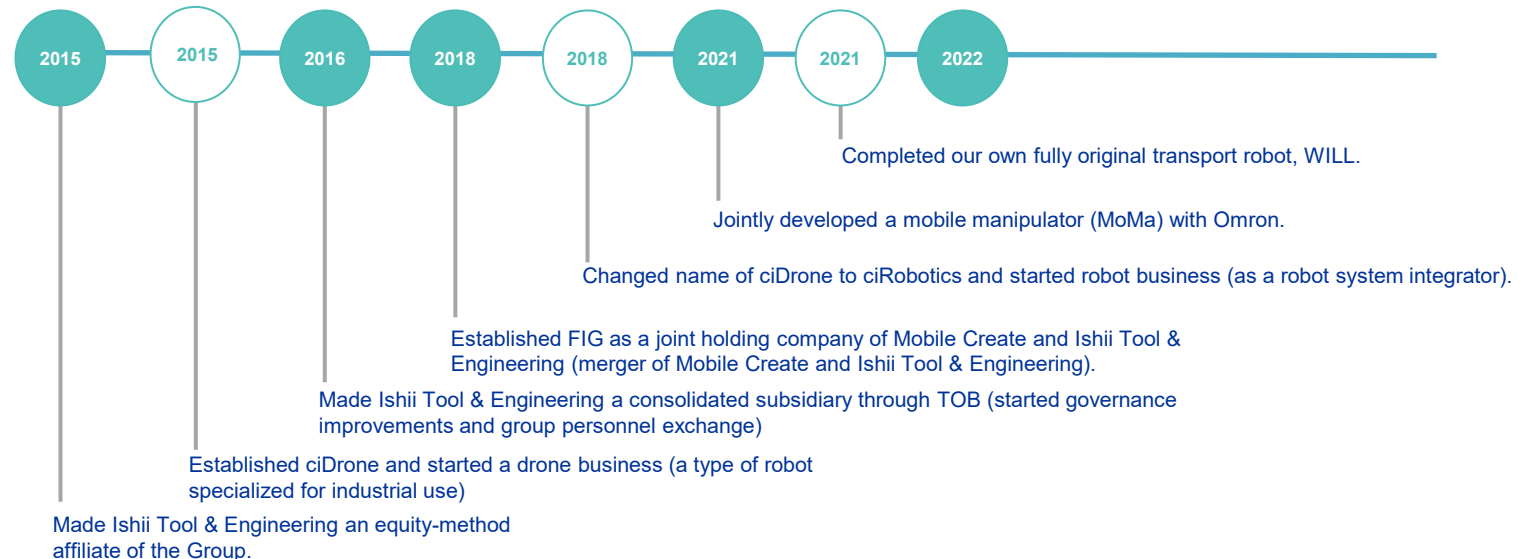 2015
2015
2016
2018
2018
2021
2021
2022
Completed our own fully original transport robot, WILL.
Jointly developed a mobile manipulator (MoMa) with Omron.
Changed name of ciDrone to ciRobotics and started robot business (as a robot system integrator).
Established FIG as a joint holding company of Mobile Create and Ishii Tool &
Engineering (merger of Mobile Create and Ishii Tool & Engineering).
Made Ishii Tool & Engineering a consolidated subsidiary through TOB (started governance
improvements and group personnel exchange)
Established ciDrone and started a drone business (a type of robot
specialized for industrial use)
Made Ishii Tool & Engineering an equity-method
affiliate of the Group.